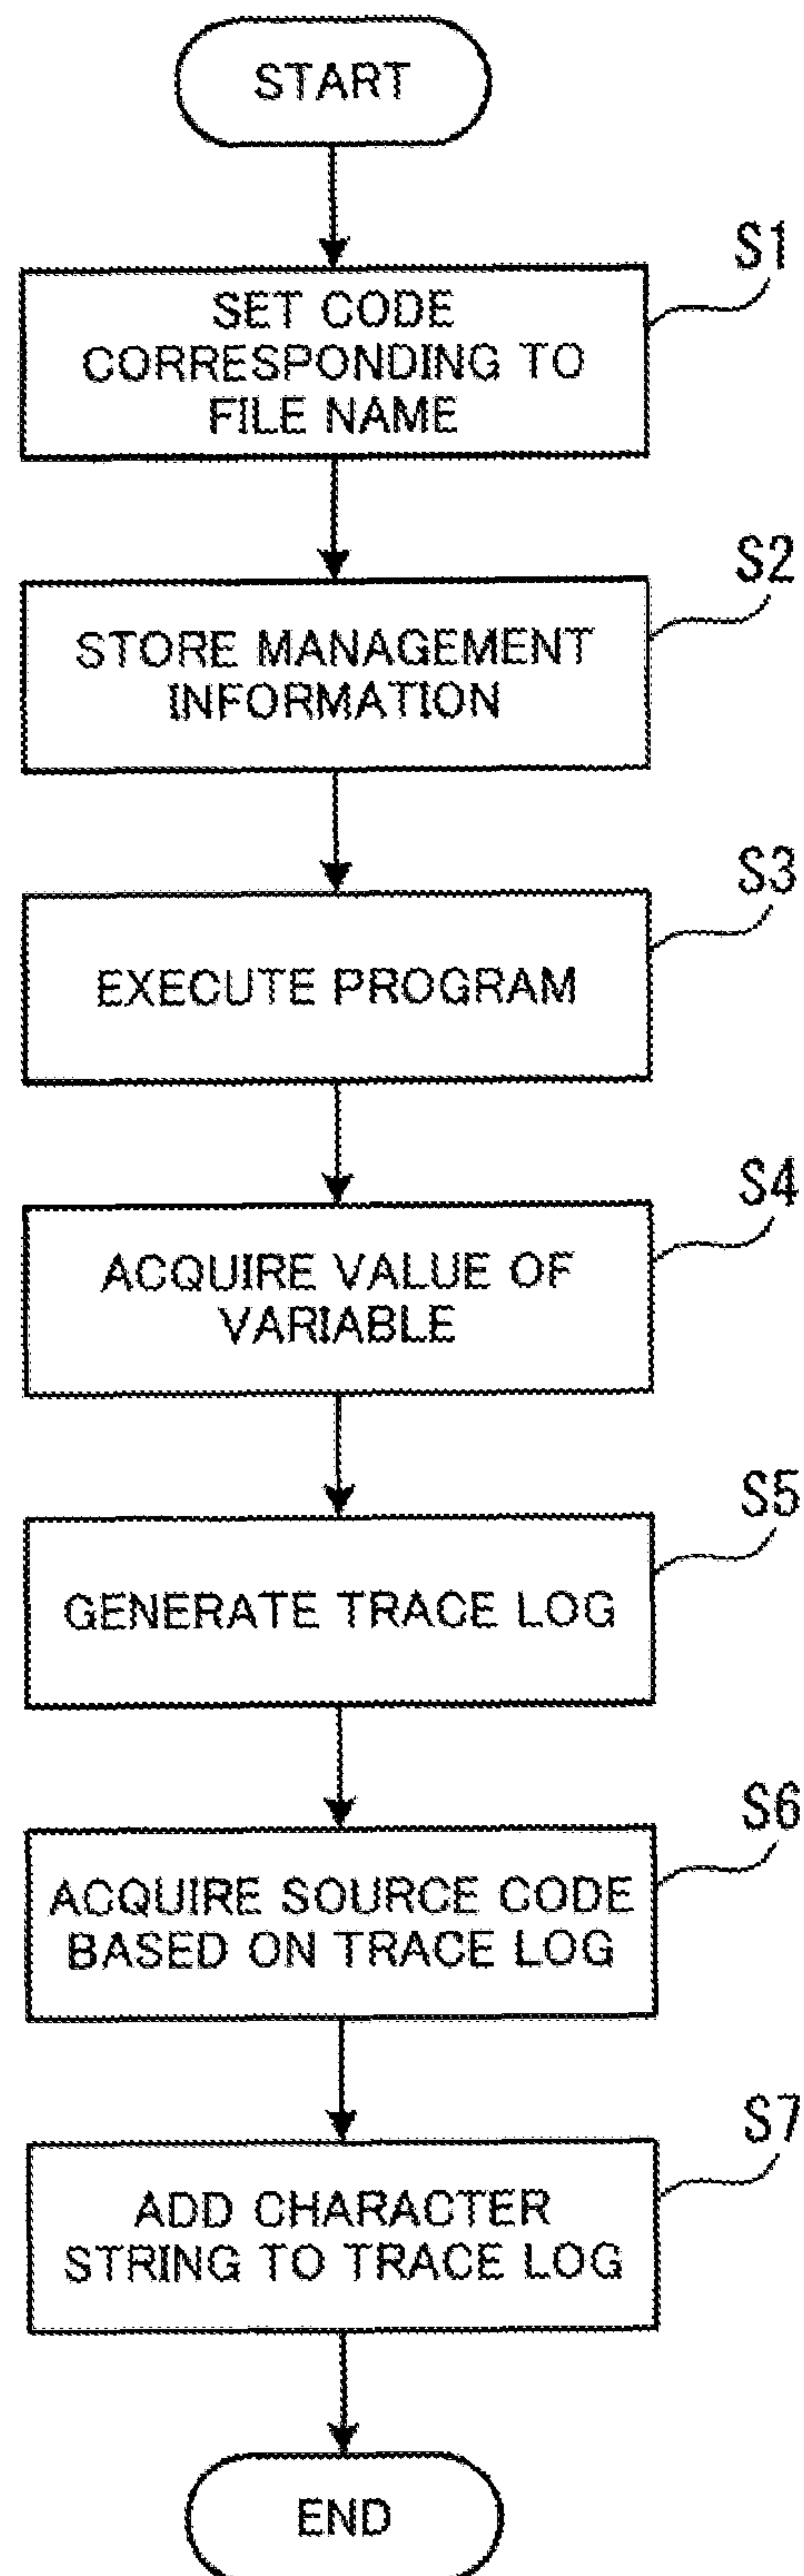 START
S1
SET CODE
CORRESPONDING TO
FILE NAME
S2
STORE MANAGEMENT
INFORMATION
S3
EXECUTE PROGRAM
S4
ACQUIRE VALUE OF
VARIABLE
S5
GENERATE TRACE LOG
S6
ACQUIRE SOURCE CODE
BASED ON TRACE LOG
S7
ADD CHARACTER
STRING TO TRACE LOG
END